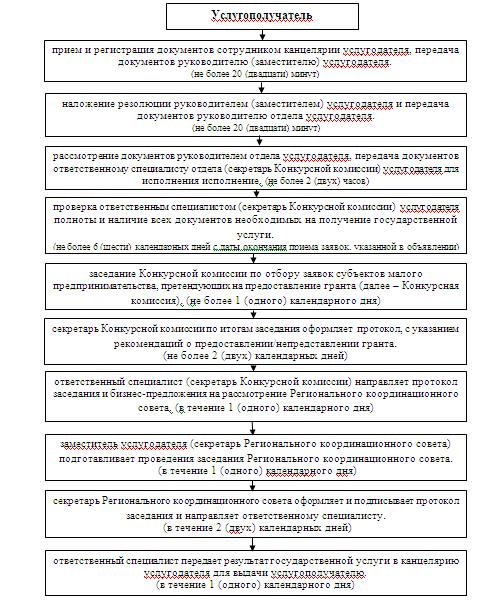 Услугополучатель
прием и регистрация документов сотрудником канцелярии услугодателя, передача
документов руководителю (заместителю) услугодателя.
(не более 20 (двадцати) минут)
наложение резолюции руководителем (заместителем) услугодателя и передача
документов руководителю отдела услугодателя.
(не более 20 (двадцати) минут)
рассмотрение документов руководителем отдела услугодателя, передача документов
ответственному специалисту отдела (секретарь Конкурсной комиссии) услугодателя для
исполнения исполнение, (не более 2 (двух) часов)
проверка ответственным специалистом (секретарь Конкурсной комиссии) услугодателя
полноты и наличие всех документов необходимых на получение государственной
услуги.
(не более 6 (шести) календарных дней с даты окончания приема заявок, указанной в объявлении)
заседание Конкурсной комиссии по отбору заявок субъектов малого
предпринимательства, претендующих на предоставление гранта (далее – Конкурсная
комиссия), (не более 1 (одного) календарного дня)
секретарь Конкурсной комиссии по итогам заседания оформляет протокол, с указанием
рекомендаций о предоставлении/непредставлении гранта.
(не более 2 (двух) календарных дней)
ответственный специалист (секретарь Конкурсной комиссии) направляет протокол
заседания и бизнес-предложения на рассмотрение Регионального координационного
совета, (в течение 1 (одного) календарного дня)
заместитель услугодателя (секретарь Регионального координационного совета)
подготавливает проведения заседания Регионального координационного совета.
(в течение 1 (одного) календарного дня)
секретарь Регионального координационного совета оформляет и подписывает протокол
заседания и направляет ответственному специалисту.
(в течение 2 (двух) календарных дней)
ответственный специалист передает результат государственной услуги в канцелярию
услугодателя для выдачи услугополучателю.
(в течение 1 (одного) календарного дня)